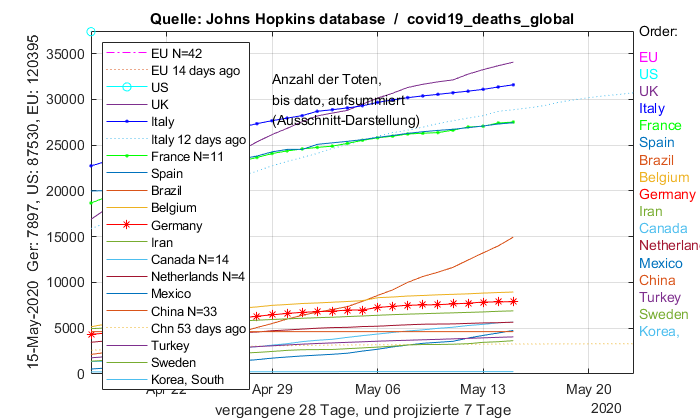 Quelle: Johns Hopkins database / covid19_deaths_global
15-May-2020 Ger: 7897, US: 87530, EU: 120395
35000
30000
25000
20000
15000
10000
5000
0
EU N=42
EU 14 days ago
US
UK
Italy
Italy 12 days ago
France N=11
Spain
Brazil
Belgium
Germany
Iran
Canada N=14
Netherlands N=4
Mexico
China N=33
Chn 53 days ago
Turkey
Sweden
Korea, South
Anzahl der Toten,
bis dato, aufsummiert
(Ausschnitt-Darstellung)
Order:
EU
US
UK
Italy
France
Spain
Brazil
Belgium
Germany
Iran
Canada
Netherlan
Mexico
China
Turkey
Sweden
Korea,
Apr 22
Apr 29
May 06
May 13
May 20
2020
vergangene 28 Tage, und projizierte 7 Tage